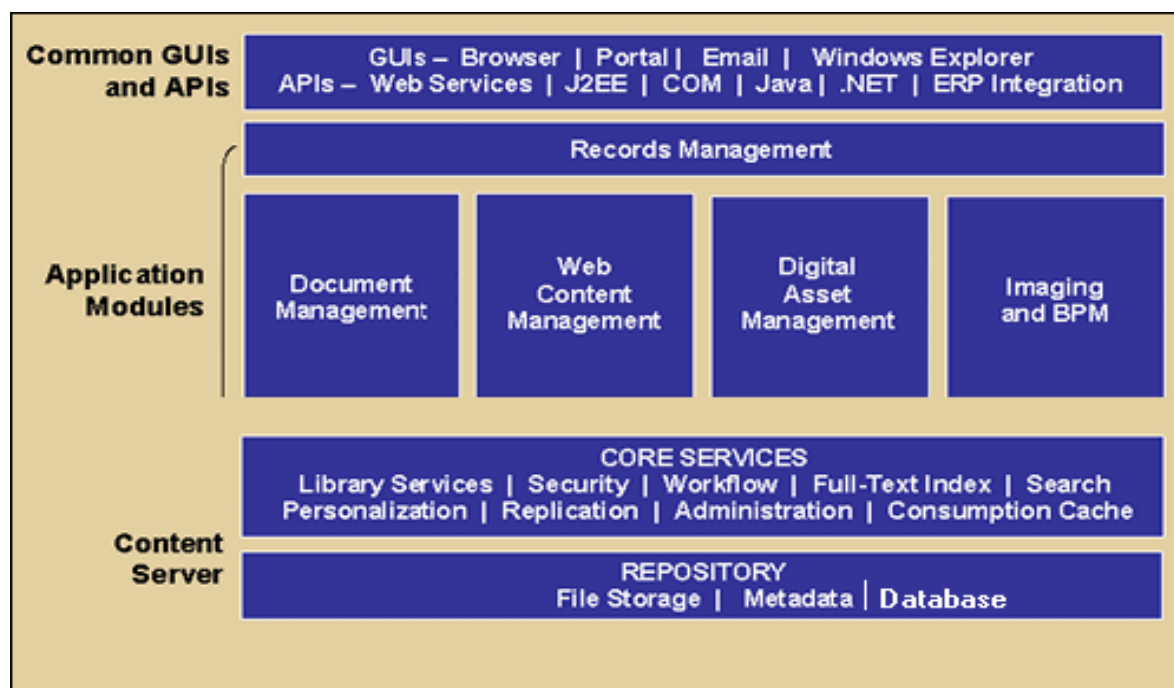 Common GUIs
and APIs
GUIs – Browser | Portal | Email | Windows Explorer
APIs – Web Services | J2EE | COM | Java | .NET | ERP Integration
Records Management
Application
Modules
Document
Management
Web
Content
Management
Digital
Asset
Management
Imaging
and BPM
CORE SERVICES
Library Services | Security | Workflow | Full-Text Index | Search
Personalization | Replication | Administration | Consumption Cache
Content
Server
REPOSITORY
File Storage | Metadata | Database